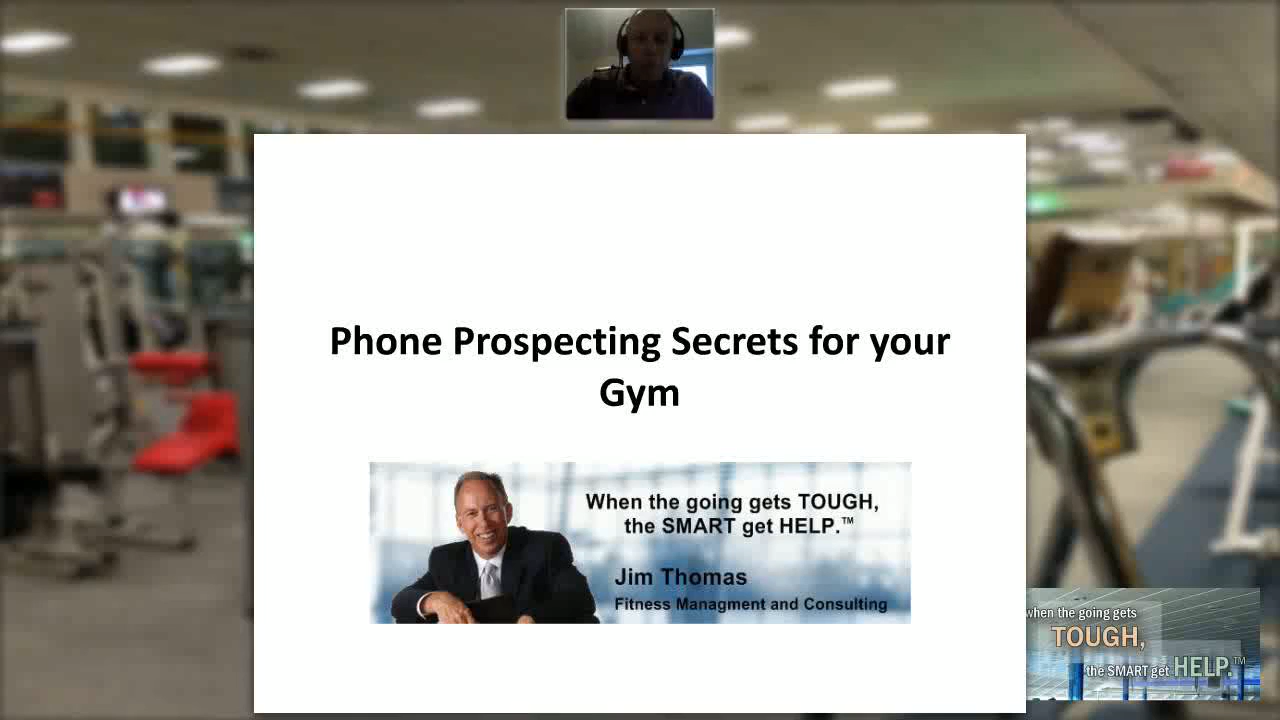 Phone Prospecting Secrets for your
Gym
When the going gets TOUGH,
the SMART get HELP.™
Jim Thomas
Fitness Managment and Consulting
when the going gets
TOUGH,
the SMART get HELP.™